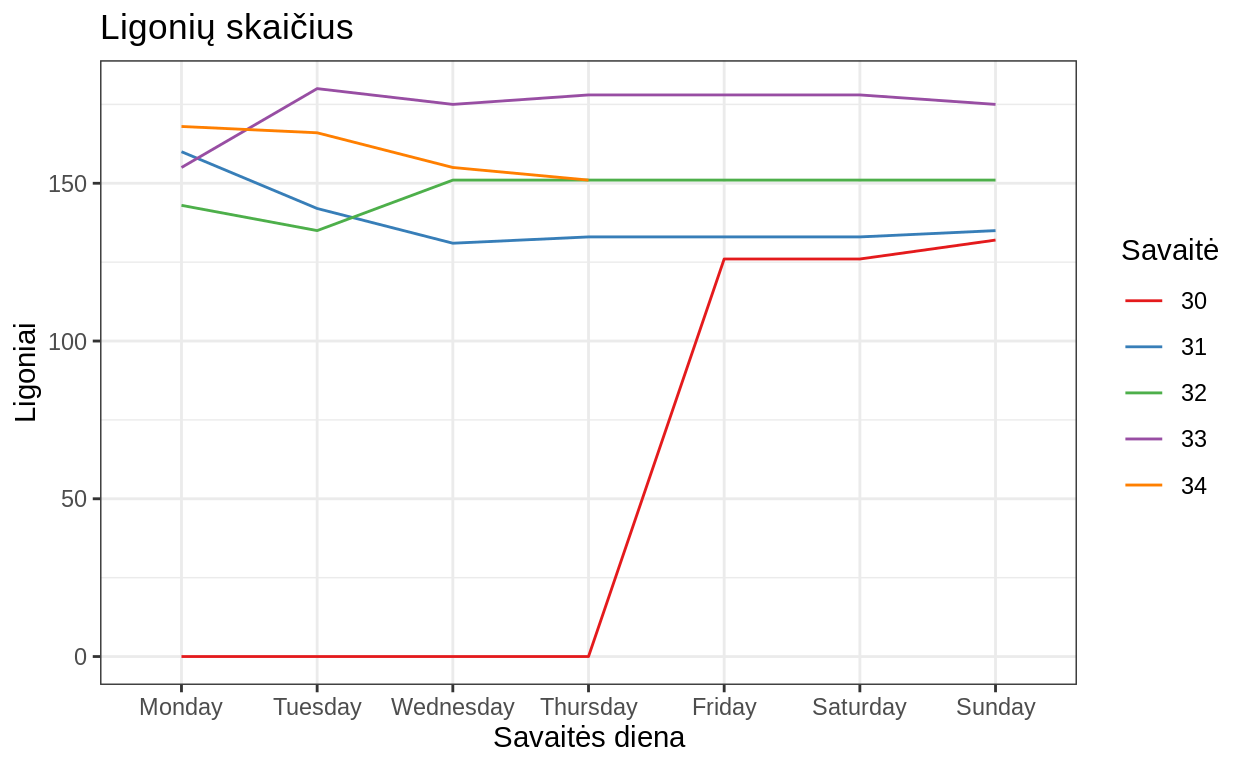 Ligonių skaičius
Ligoniai
150
100
50
0
Monday
Tuesday
Wednesday
Thursday
Friday
Saturday
Sunday
Savaitės diena
Savaitė
30
31
32
33
34